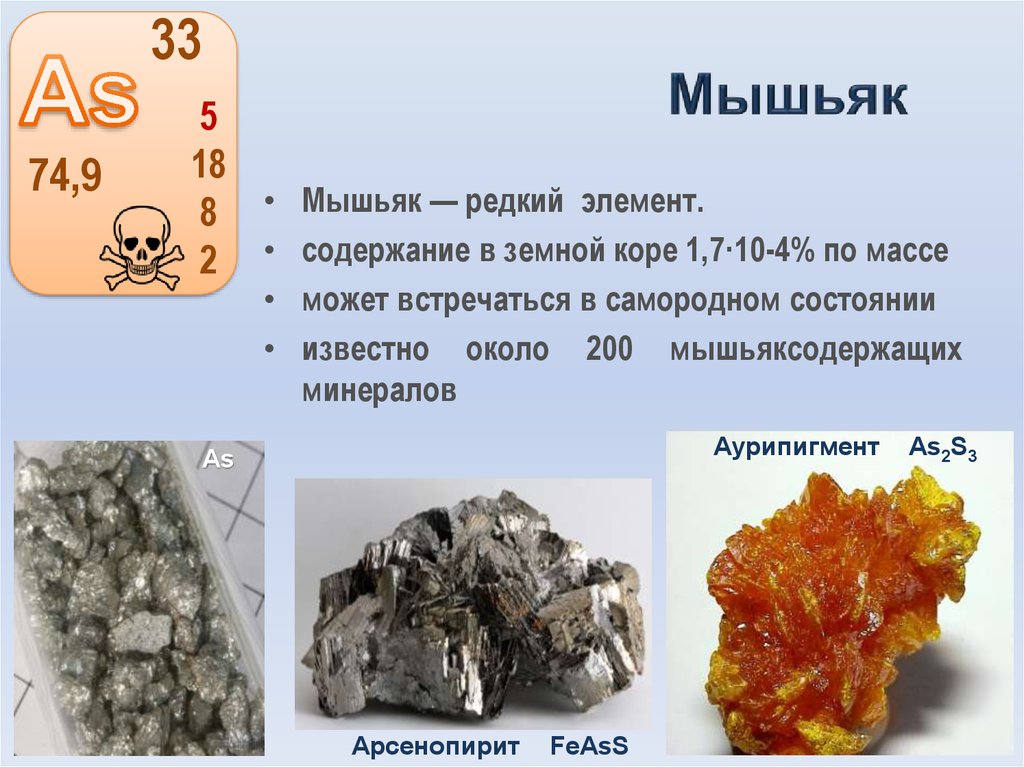 33
As
5
74,9
18
8
2
Мышьяк
• Мышьяк — редкий элемент.
• содержание в земной коре 1,7·10-4% по массе
• может встречаться в самородном состоянии
• известно около 200 мышьяксодержащих
минералов
As
Аурипигмент As₂S₃
Арсенопирит FeAsS